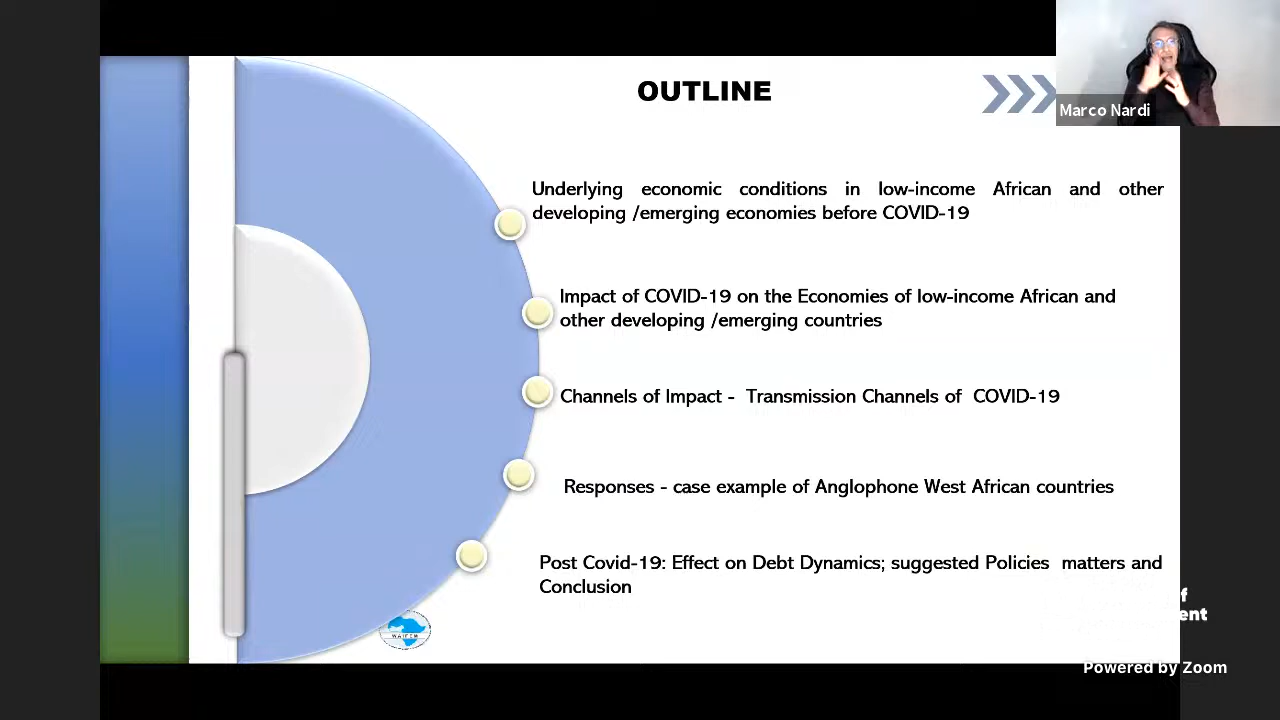 OUTLINE
Marco Nardi
Underlying economic conditions in low-income African and other
developing /emerging economies before COVID-19
Impact of COVID-19 on the Economies of low-income African and
other developing /emerging countries
Channels of Impact - Transmission Channels of COVID-19
Responses - case example of Anglophone West African countries
Post Covid-19: Effect on Debt Dynamics; suggested Policies matters and
Conclusion
WAIFEM
Powered by Zoom